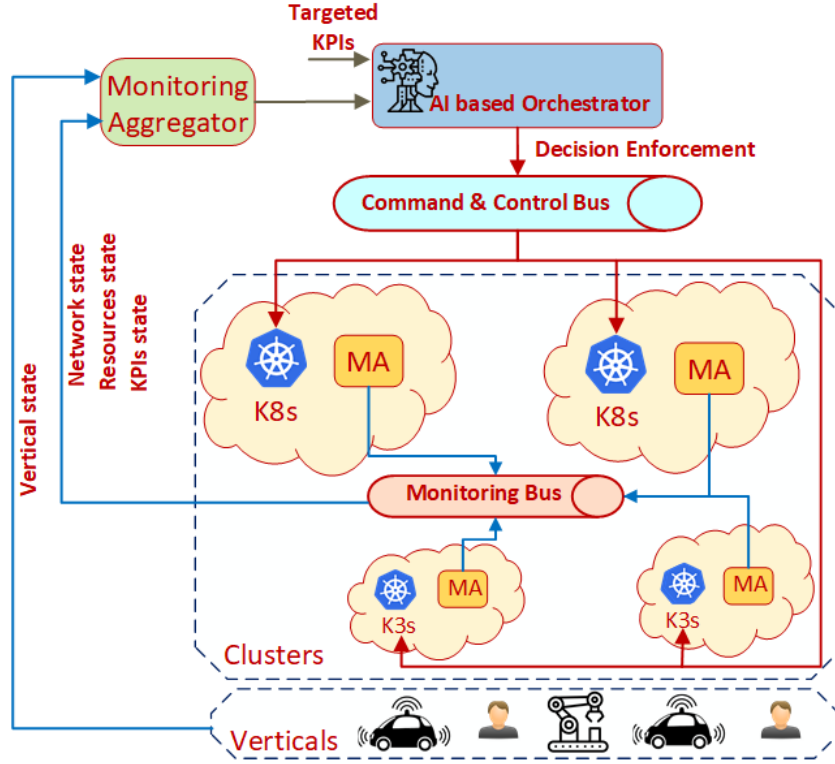 Targeted
KPIs
Monitoring
Aggregator
AI based Orchestrator
Decision Enforcement
Command & Control Bus
Network state
Resources state
KPIs state
Vertical state
MA
K8s
MA
K8s
Monitoring Bus
MA
K3s
MA
K3s
Clusters
Verticals